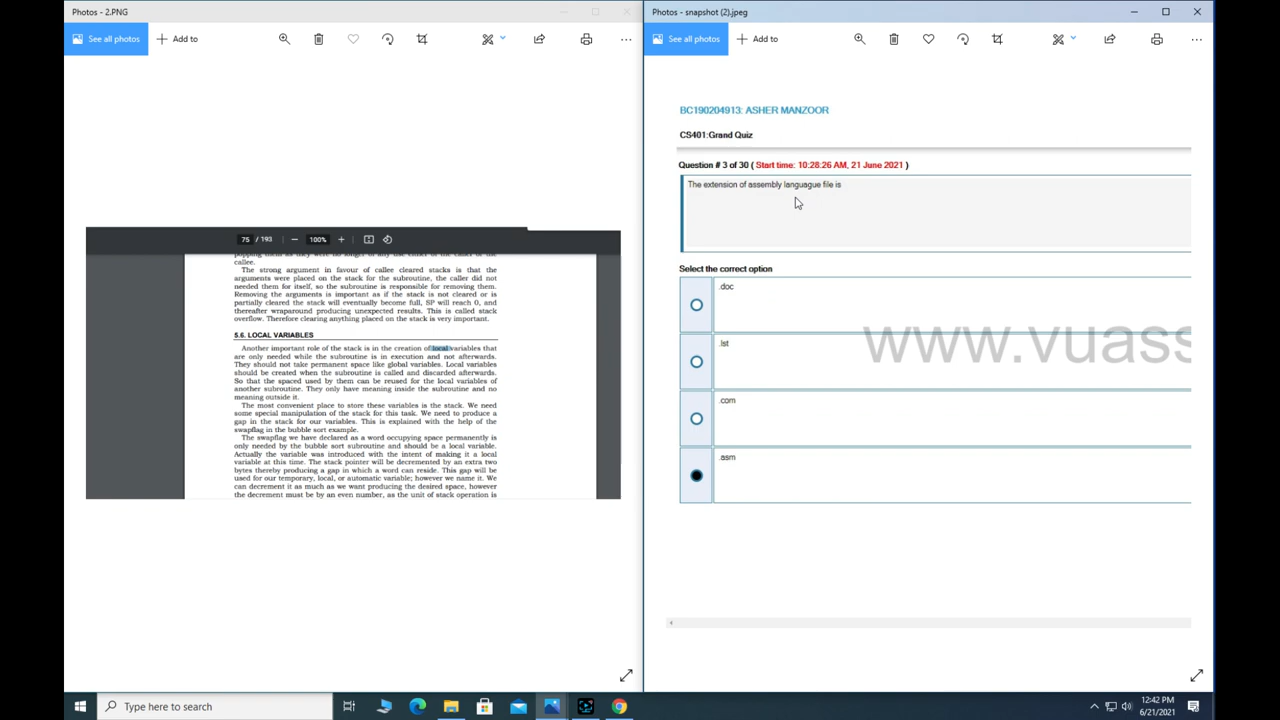 Photos - 2.PNG
See all photos
Add to
75 / 193
100%
callee.
The strong argument in favour of callee cleared stacks is that the
arguments were placed on the stack for the subroutine, the caller did not
needed them for itself, so the subroutine is responsible for removing them.
Removing the arguments is important as if the stack is not cleared or is
partially cleared the stack will eventually become full, SP will reach 0, and
thereafter wraparound producing unexpected results. This is called stack
overflow. Therefore clearing anything placed on the stack is very important.
5.6. LOCAL VARIABLES
Another important role of the stack is in the creation of local variables that
are only needed while the subroutine is in execution and not afterwards.
They should not take permanent space like global variables. Local variables
should be created when the subroutine is called and discarded afterwards.
So that the spaced used by them can be reused for the local variables of
another subroutine. They only have meaning inside the subroutine and no
meaning outside it.
The most convenient place to store these variables is the stack. We need
some special manipulation of the stack for this task. We need to produce a
gap in the stack for our variables. This is explained with the help of the
swapflag in the bubble sort example.
The swapflag we have declared as a word occupying space permanently is
only needed by the bubble sort subroutine and should be a local variable.
Actually the variable was introduced with the intent of making it a local
variable at this time. The stack pointer will be decremented by an extra two
bytes thereby producing a gap in which a word can reside. This gap will be
used for our temporary, local, or automatic variable; however we name it. We
can decrement it as much as we want producing the desired space, however
the decrement must be by an even number, as the unit of stack operation is
Photos - snapshot (2).jpeg
See all photos
Add to
BC190204913: ASHER MANZOOR
CS401:Grand Quiz
Question # 3 of 30 ( Start time: 10:28:26 AM, 21 June 2021 )
The extension of assembly languague file is
Select the correct option
.doc
.lst
.com
.asm
www.vuass
Type here to search
12:42 PM
6/21/2021